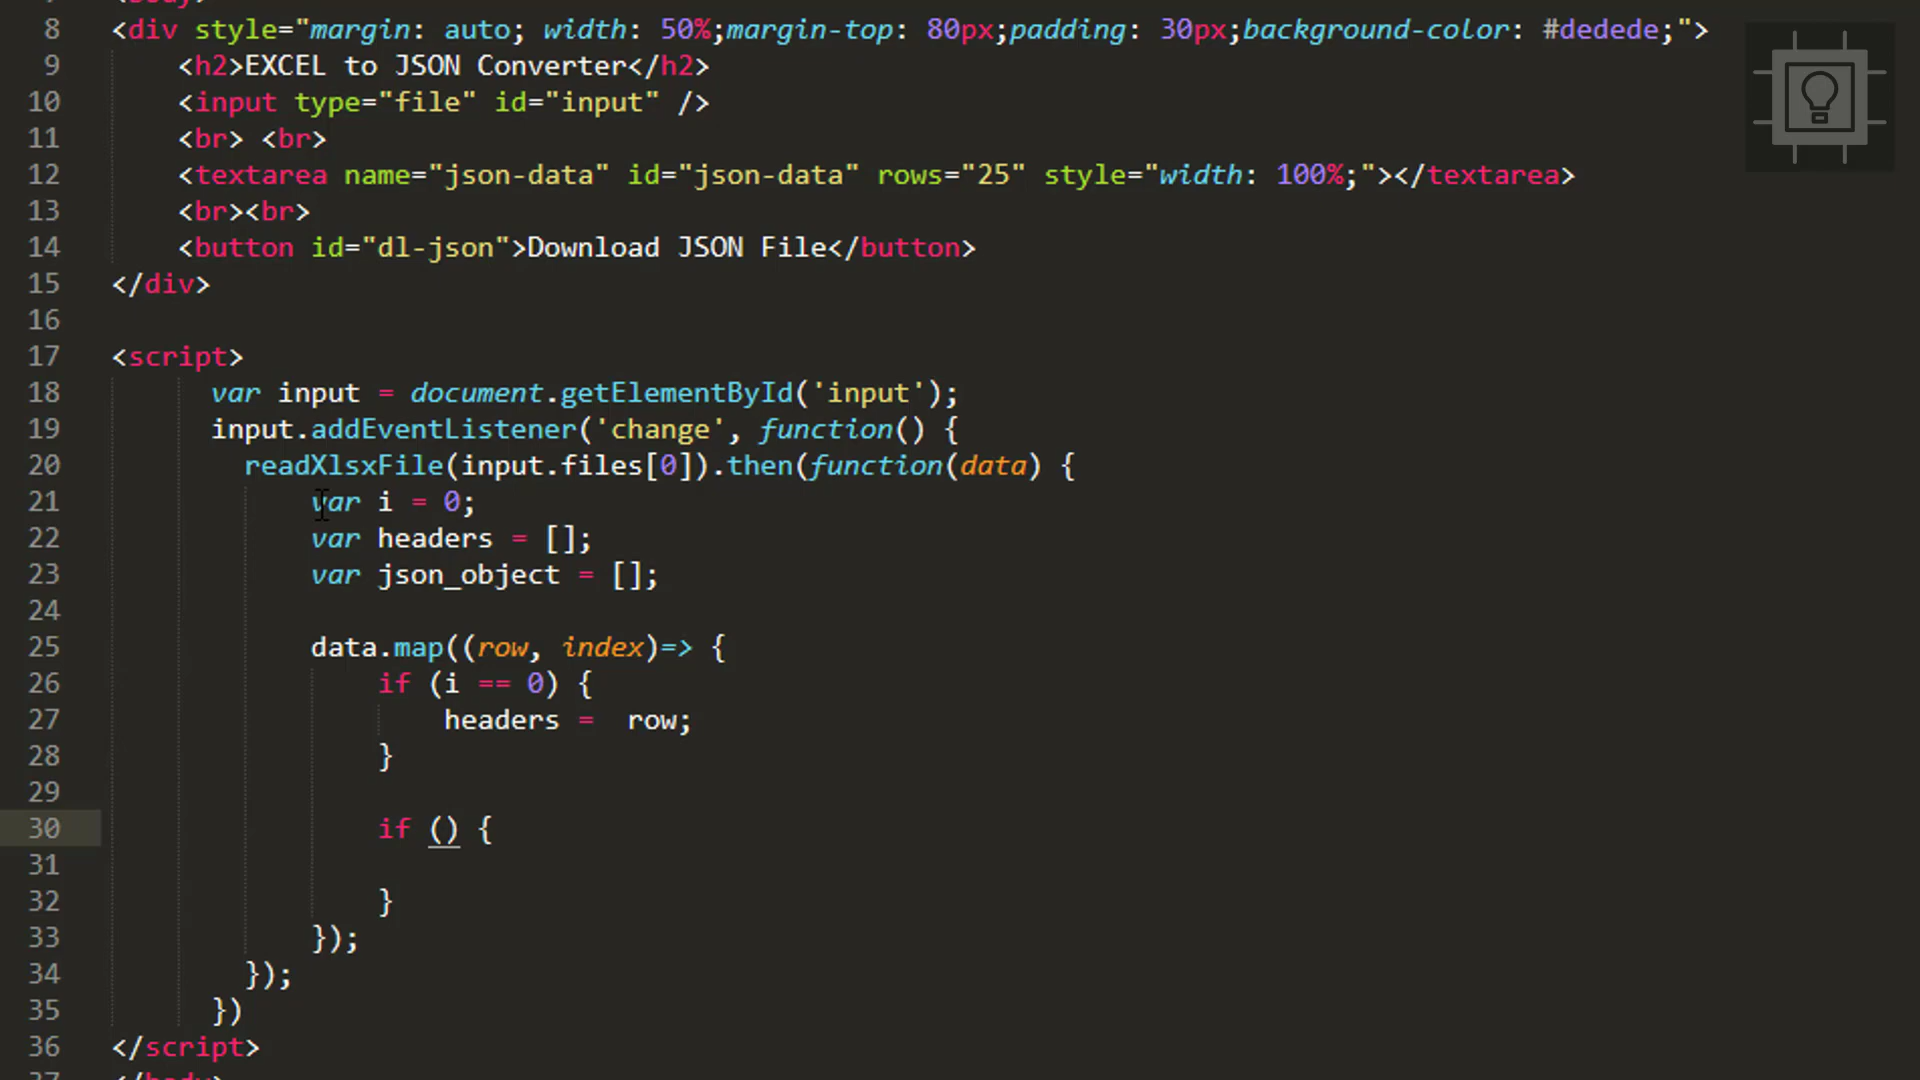 8 <div style="margin: auto; width: 50%;margin-top: 80px;padding: 30px;background-color: #dedede;">
9 <h2>EXCEL to JSON Converter</h2>
10 <input type="file" id="input" />
11 <br> <br>
12 <textarea name="json-data" id="json-data" rows="25" style="width: 100%;"></textarea>
13 <br><br>
14 <button id="dl-json">Download JSON File</button>
15 </div>
16
17 <script>
18 var input = document.getElementById('input');
19 input.addEventListener('change', function() {
20 readXlsxFile(input.files[0]).then(function(data) {
21 var i = 0;
22 var headers = [];
23 var json_object = [];
24
25 data.map((row, index)=> {
26 if (i == 0) {
27 headers =  row;
28 }
29
30 if () {
31
32 }
33 });
34 });
35 })
36 </script>